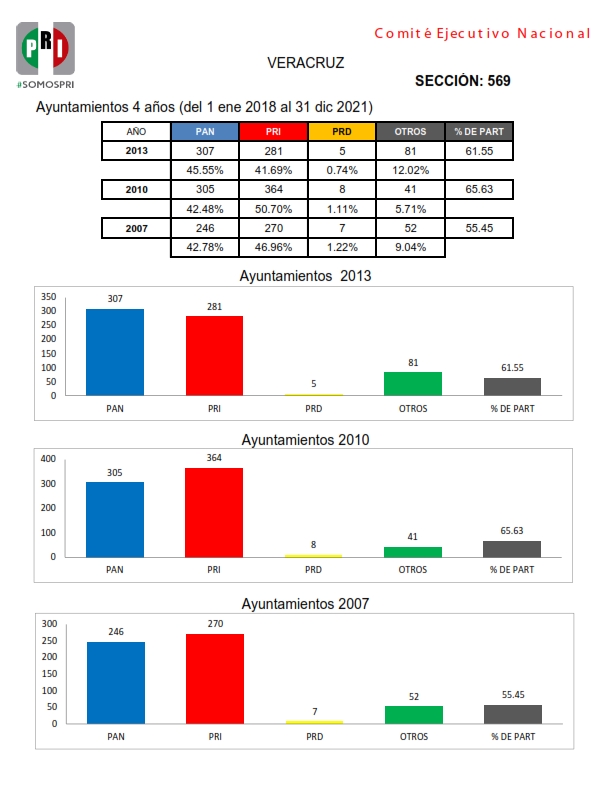 Comité Ejecutivo Nacional
PRI
#SOMOSPRI
VERACRUZ
SECCIÓN: 569
Ayuntamientos 4 años (del 1 ene 2018 al 31 dic 2021)
AÑO PAN PRI PRD OTROS % DE PART
2013 307 281 5 81 61.55
45.55% 41.69% 0.74% 12.02%
2010 305 364 8 41 65.63
42.48% 50.70% 1.11% 5.71%
2007 246 270 7 52 55.45
42.78% 46.96% 1.22% 9.04%
Ayuntamientos 2013
350
300
250
200
150
100
50
0
307
281
5
81
61.55
PAN PRI PRD OTROS % DE PART
Ayuntamientos 2010
400
300
200
100
0
305
364
8
41
65.63
PAN PRI PRD OTROS % DE PART
Ayuntamientos 2007
300
250
200
150
100
50
0
246
270
7
52
55.45
PAN PRI PRD OTROS % DE PART